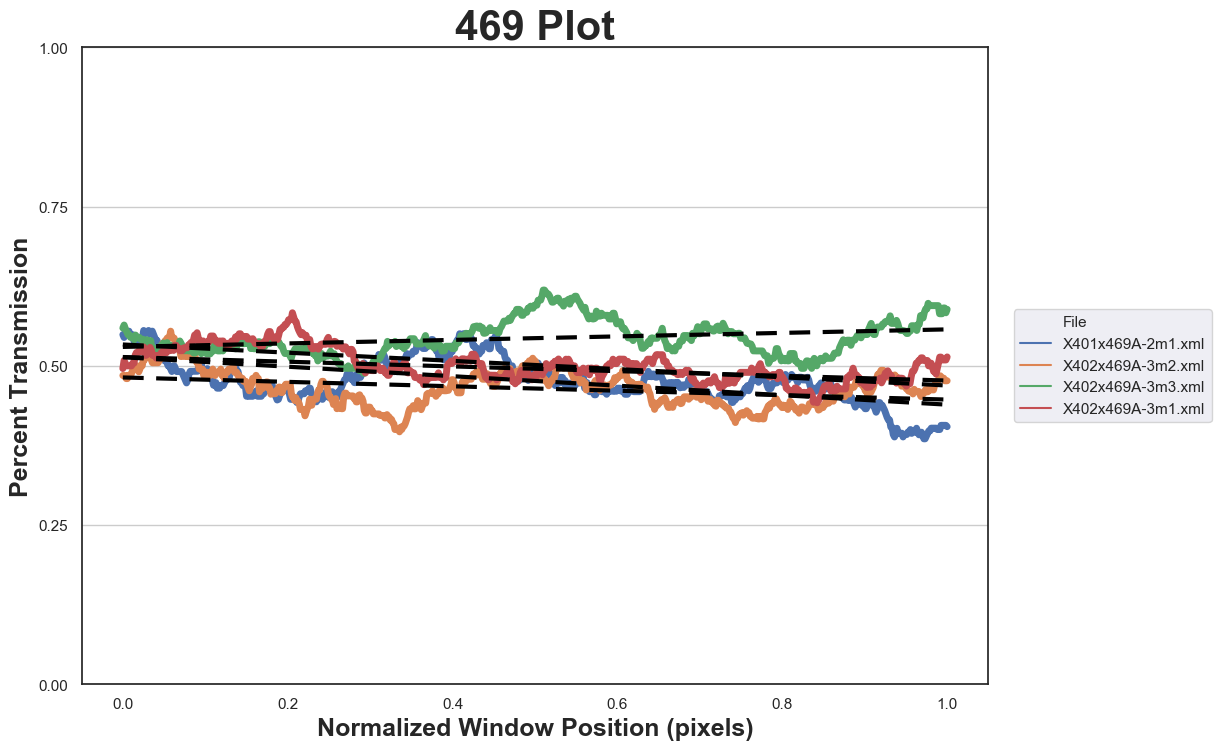 469 Plot
Percent Transmission
1.00
0.75
0.50
0.25
0.00
0.0 0.2 0.4 0.6 0.8 1.0
Normalized Window Position (pixels)
File
X401x469A-2m1.xml
X402x469A-3m2.xml
X402x469A-3m3.xml
X402x469A-3m1.xml